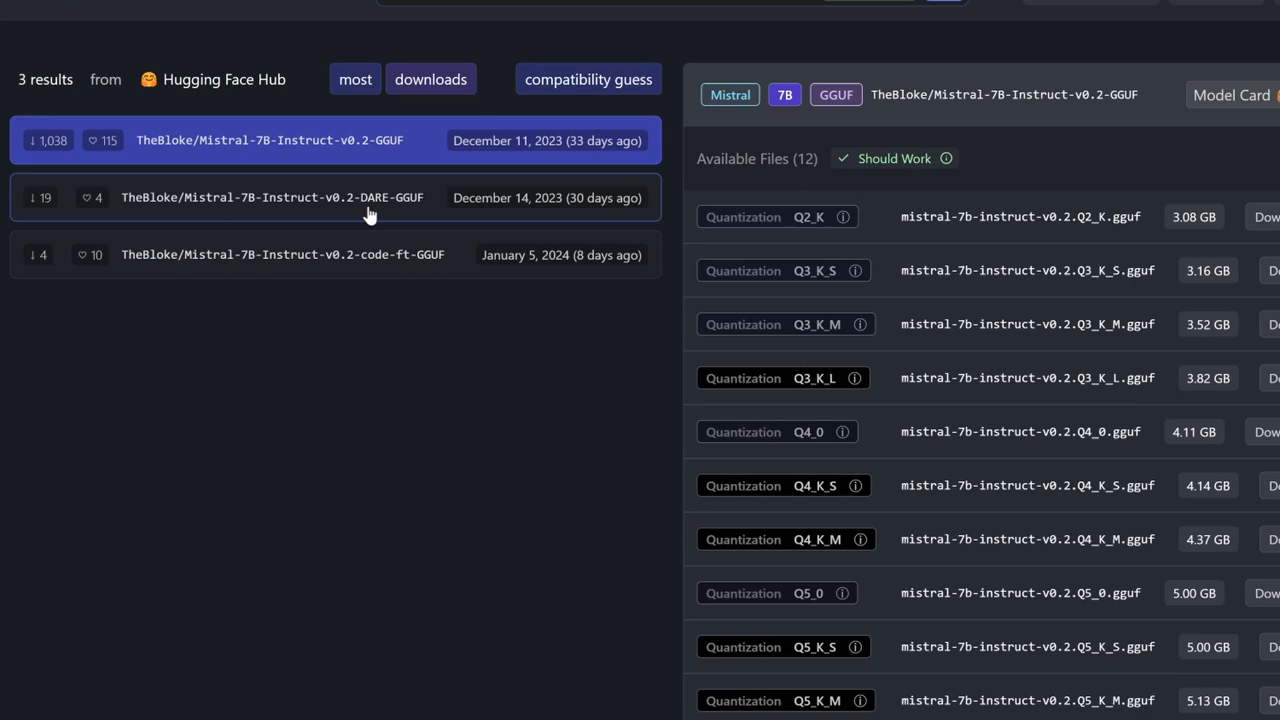 3 results from 🤗 Hugging Face Hub most downloads compatibility guess
↓ 1,038 ♡ 115 TheBloke/Mistral-7B-Instruct-v0.2-GGUF December 11, 2023 (33 days ago)
↓ 19 ♡ 4 TheBloke/Mistral-7B-Instruct-v0.2-DARE-GGUF December 14, 2023 (30 days ago)
↓ 4 ♡ 10 TheBloke/Mistral-7B-Instruct-v0.2-code-ft-GGUF January 5, 2024 (8 days ago)
Mistral 7B GGUF TheBloke/Mistral-7B-Instruct-v0.2-GGUF Model Card
Available Files (12) ✓ Should Work
Quantization Q2_K mistral-7b-instruct-v0.2.Q2_K.gguf 3.08 GB Dow
Quantization Q3_K_S mistral-7b-instruct-v0.2.Q3_K_S.gguf 3.16 GB D
Quantization Q3_K_M mistral-7b-instruct-v0.2.Q3_K_M.gguf 3.52 GB D
Quantization Q3_K_L mistral-7b-instruct-v0.2.Q3_K_L.gguf 3.82 GB D
Quantization Q4_0 mistral-7b-instruct-v0.2.Q4_0.gguf 4.11 GB Dow
Quantization Q4_K_S mistral-7b-instruct-v0.2.Q4_K_S.gguf 4.14 GB D
Quantization Q4_K_M mistral-7b-instruct-v0.2.Q4_K_M.gguf 4.37 GB D
Quantization Q5_0 mistral-7b-instruct-v0.2.Q5_0.gguf 5.00 GB Dow
Quantization Q5_K_S mistral-7b-instruct-v0.2.Q5_K_S.gguf 5.00 GB D
Quantization Q5_K_M mistral-7b-instruct-v0.2.Q5_K_M.gguf 5.13 GB D